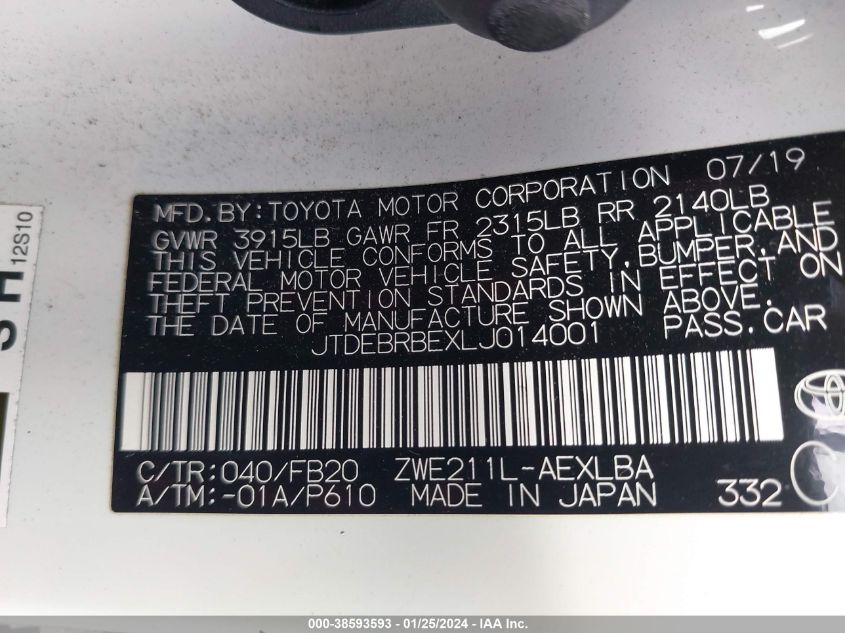 MFD. BY: TOYOTA MOTOR CORPORATION 07/19
GVWR 3915LB GAWR FR 2315LB RR 2140LB
THIS VEHICLE CONFORMS TO ALL APPLICABLE
FEDERAL MOTOR VEHICLE SAFETY, BUMPER, AND
THEFT PREVENTION STANDARDS IN EFFECT ON
THE DATE OF MANUFACTURE SHOWN ABOVE.
JTDEBRBEXLJ014001 PASS. CAR
C/TR: 040/FB20 ZWE211L-AEXLBA
A/TM: -01A/P610 MADE IN JAPAN 332
12S10
000-38593593 - 01/25/2024 - IAA, Inc.